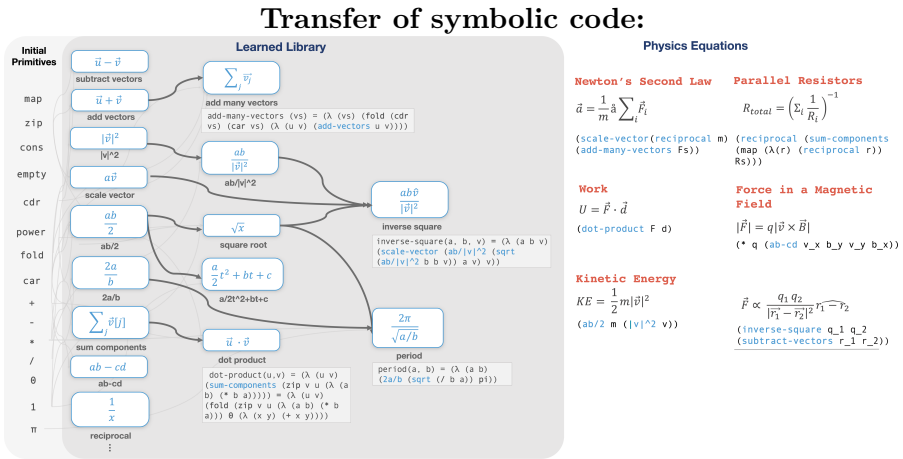 Transfer of symbolic code:
Initial
Primitives
map
zip
cons
empty
cdr
power
fold
car
+
-
*
/
0
1
π
Learned Library
u⃗ − v⃗
subtract vectors
u⃗ + v⃗
add vectors
|v⃗|²
|v|^2
av⃗
scale vector
ab/2
ab/2
2a/b
2a/b
∑_j v⃗[j]
sum components
ab − cd
ab-cd
1/x
reciprocal
⋮
∑_i v⃗_i
add many vectors
add-many-vectors (vs) = (λ (vs) (fold (cdr
vs) (car vs) (λ (u v) (add-vectors u v))))
ab/|v⃗|²
ab/|v|^2
√x
square root
a/2 t² + bt + c
a/2t^2+bt+c
u⃗ · v⃗
dot product
dot-product(u,v) = (λ (u v)
(sum-components (zip v u (λ (a
b) (* b a))))) = (λ (u v)
(fold (zip v u (λ (a b) (* b
a))) 0 (λ (x y) (+ x y))))
abv̂/|v⃗|²
inverse square
inverse-square(a, b, v) = (λ (a b v)
(scale-vector (ab/|v|^2 (sqrt
(ab/|v|^2 b b v)) a v) v))
2π/√(a/b)
period
period(a, b) = (λ (a b)
(2a/b (sqrt (/ b a)) pi))
Physics Equations
Newton's Second Law
a⃗ = 1/m å ∑_i F⃗_i
(scale-vector(reciprocal m)
(add-many-vectors Fs))
Parallel Resistors
R_total = (Σ_i 1/R_i)⁻¹
(reciprocal (sum-components
(map (λ(r) (reciprocal r))
Rs)))
Work
U = F⃗ · d⃗
(dot-product F d)
Force in a Magnetic
Field
|F⃗| = q|v⃗ × B⃗|
(* q (ab-cd v_x b_y v_y b_x))
Kinetic Energy
KE = 1/2 m|v⃗|²
(ab/2 m (|v|^2 v))
F⃗ ∝ q₁ q₂/|r⃗₁ − r⃗₂|² r₁ − r₂
(inverse-square q_1 q_2
(subtract-vectors r_1 r_2))